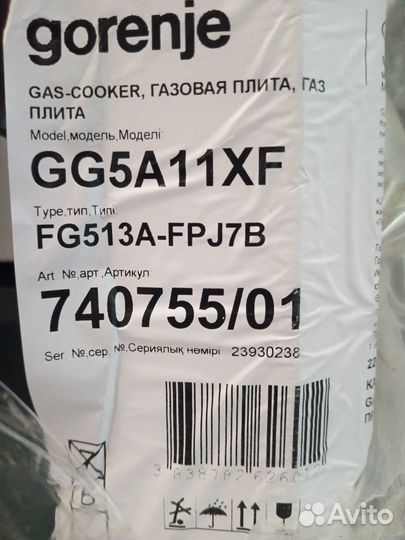 gorenje
GAS-COOKER, ГАЗОВАЯ ПЛИТА, ГАЗ
ПЛИТА
Model,модель,Моделі
GG5A11XF
Type,тип,Типі
FG513A-FPJ7B
Art №,арт.,Артикул
740755/01
Ser. №,сер. №,Сериялық нөмірі 23930238
Avito